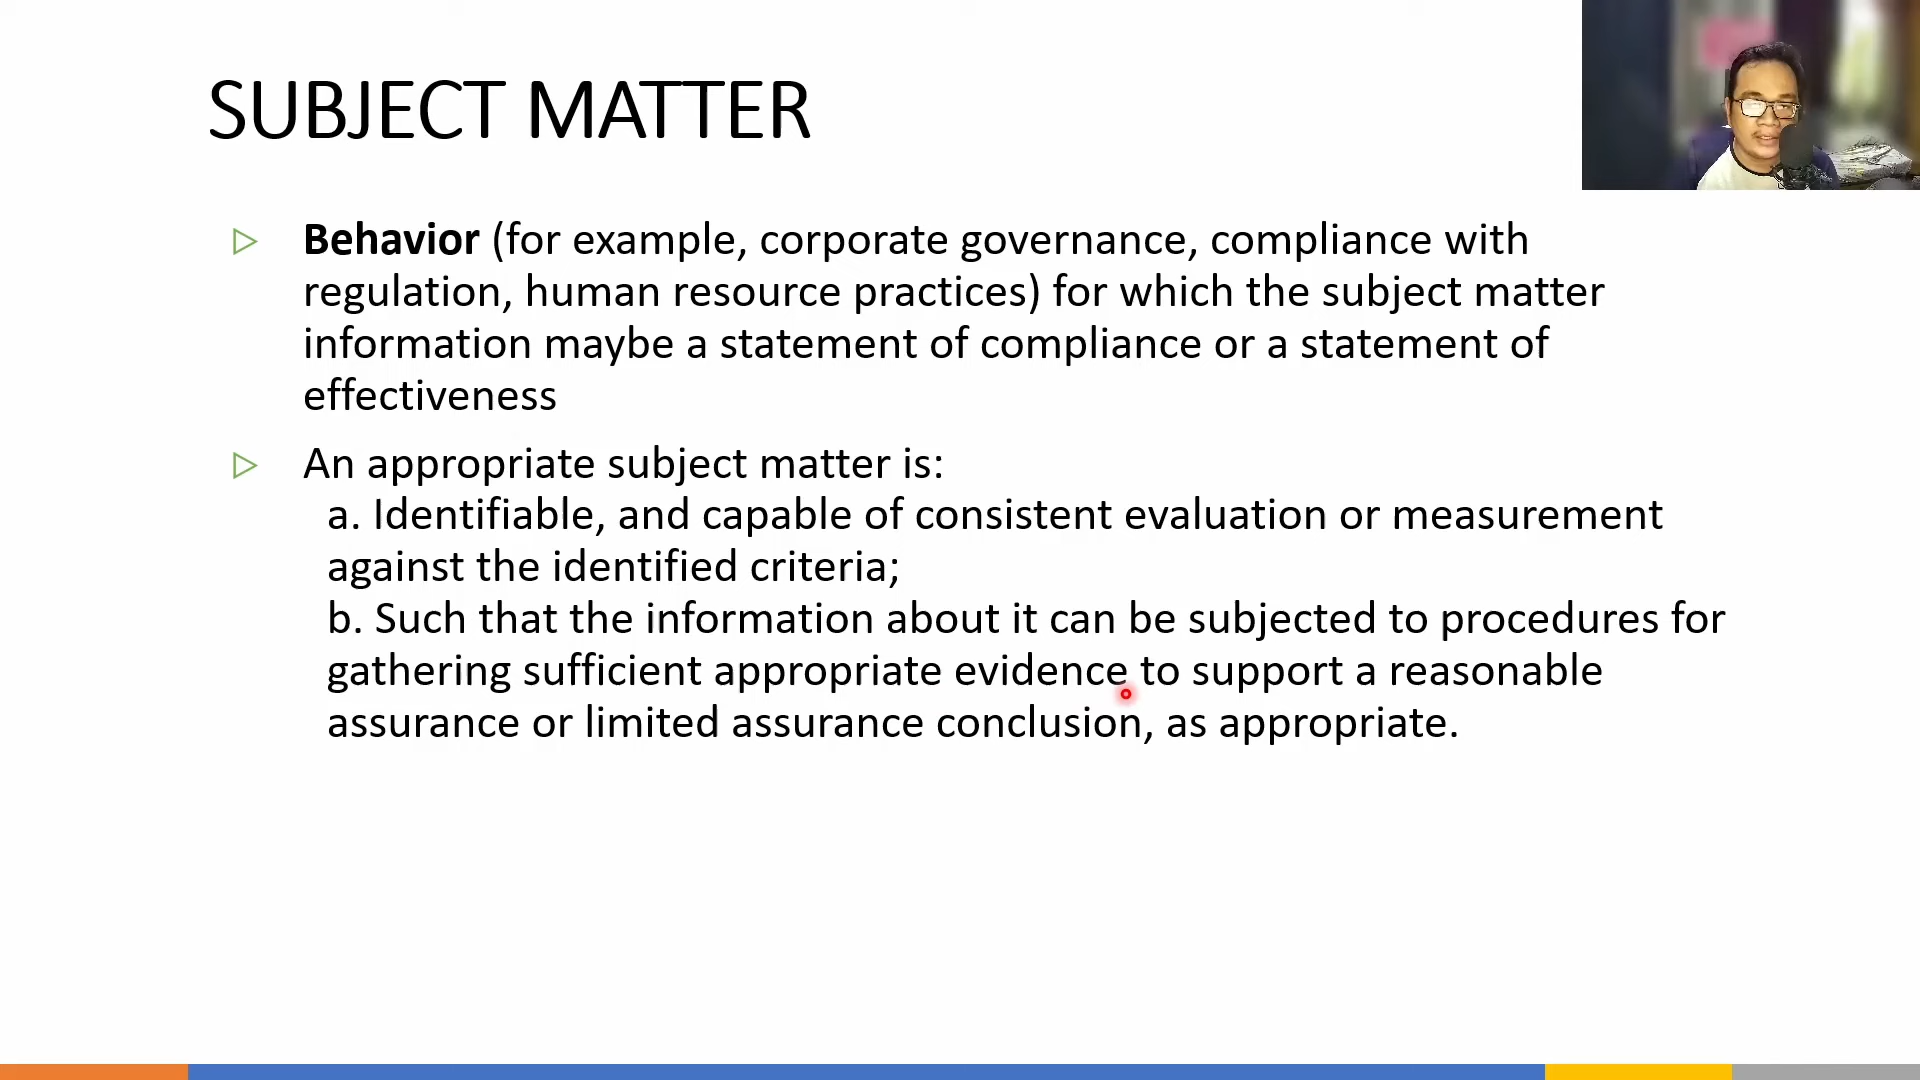 SUBJECT MATTER
Behavior (for example, corporate governance, compliance with
regulation, human resource practices) for which the subject matter
information maybe a statement of compliance or a statement of
effectiveness
An appropriate subject matter is:
a. Identifiable, and capable of consistent evaluation or measurement
against the identified criteria;
b. Such that the information about it can be subjected to procedures for
gathering sufficient appropriate evidence to support a reasonable
assurance or limited assurance conclusion, as appropriate.